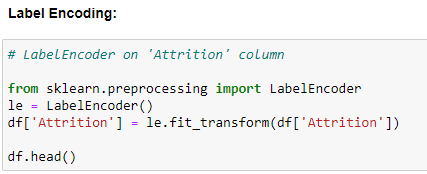 Label Encoding:
# LabelEncoder on 'Attrition' column
from sklearn.preprocessing import LabelEncoder
le = LabelEncoder()
df['Attrition'] = le.fit_transform(df['Attrition'])
df.head()